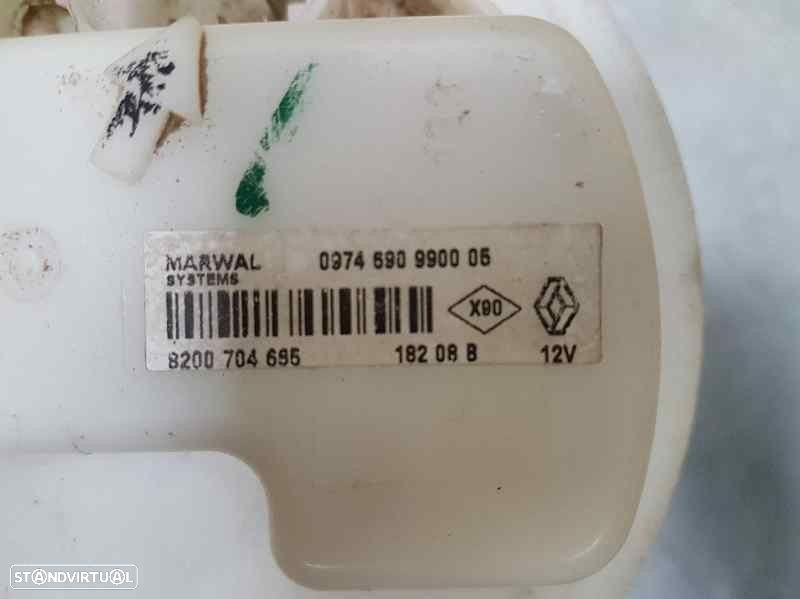 MARWAL 0974 690 9900 05
SYSTEMS
X90
8200 704 695 182 08 B 12V
STANDVIRTUAL